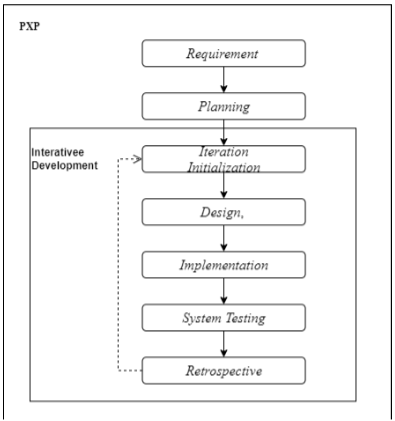 PXP
Requirement
Planning
Interativee
Development
Iteration
Initialization
Design,
Implementation
System Testing
Retrospective